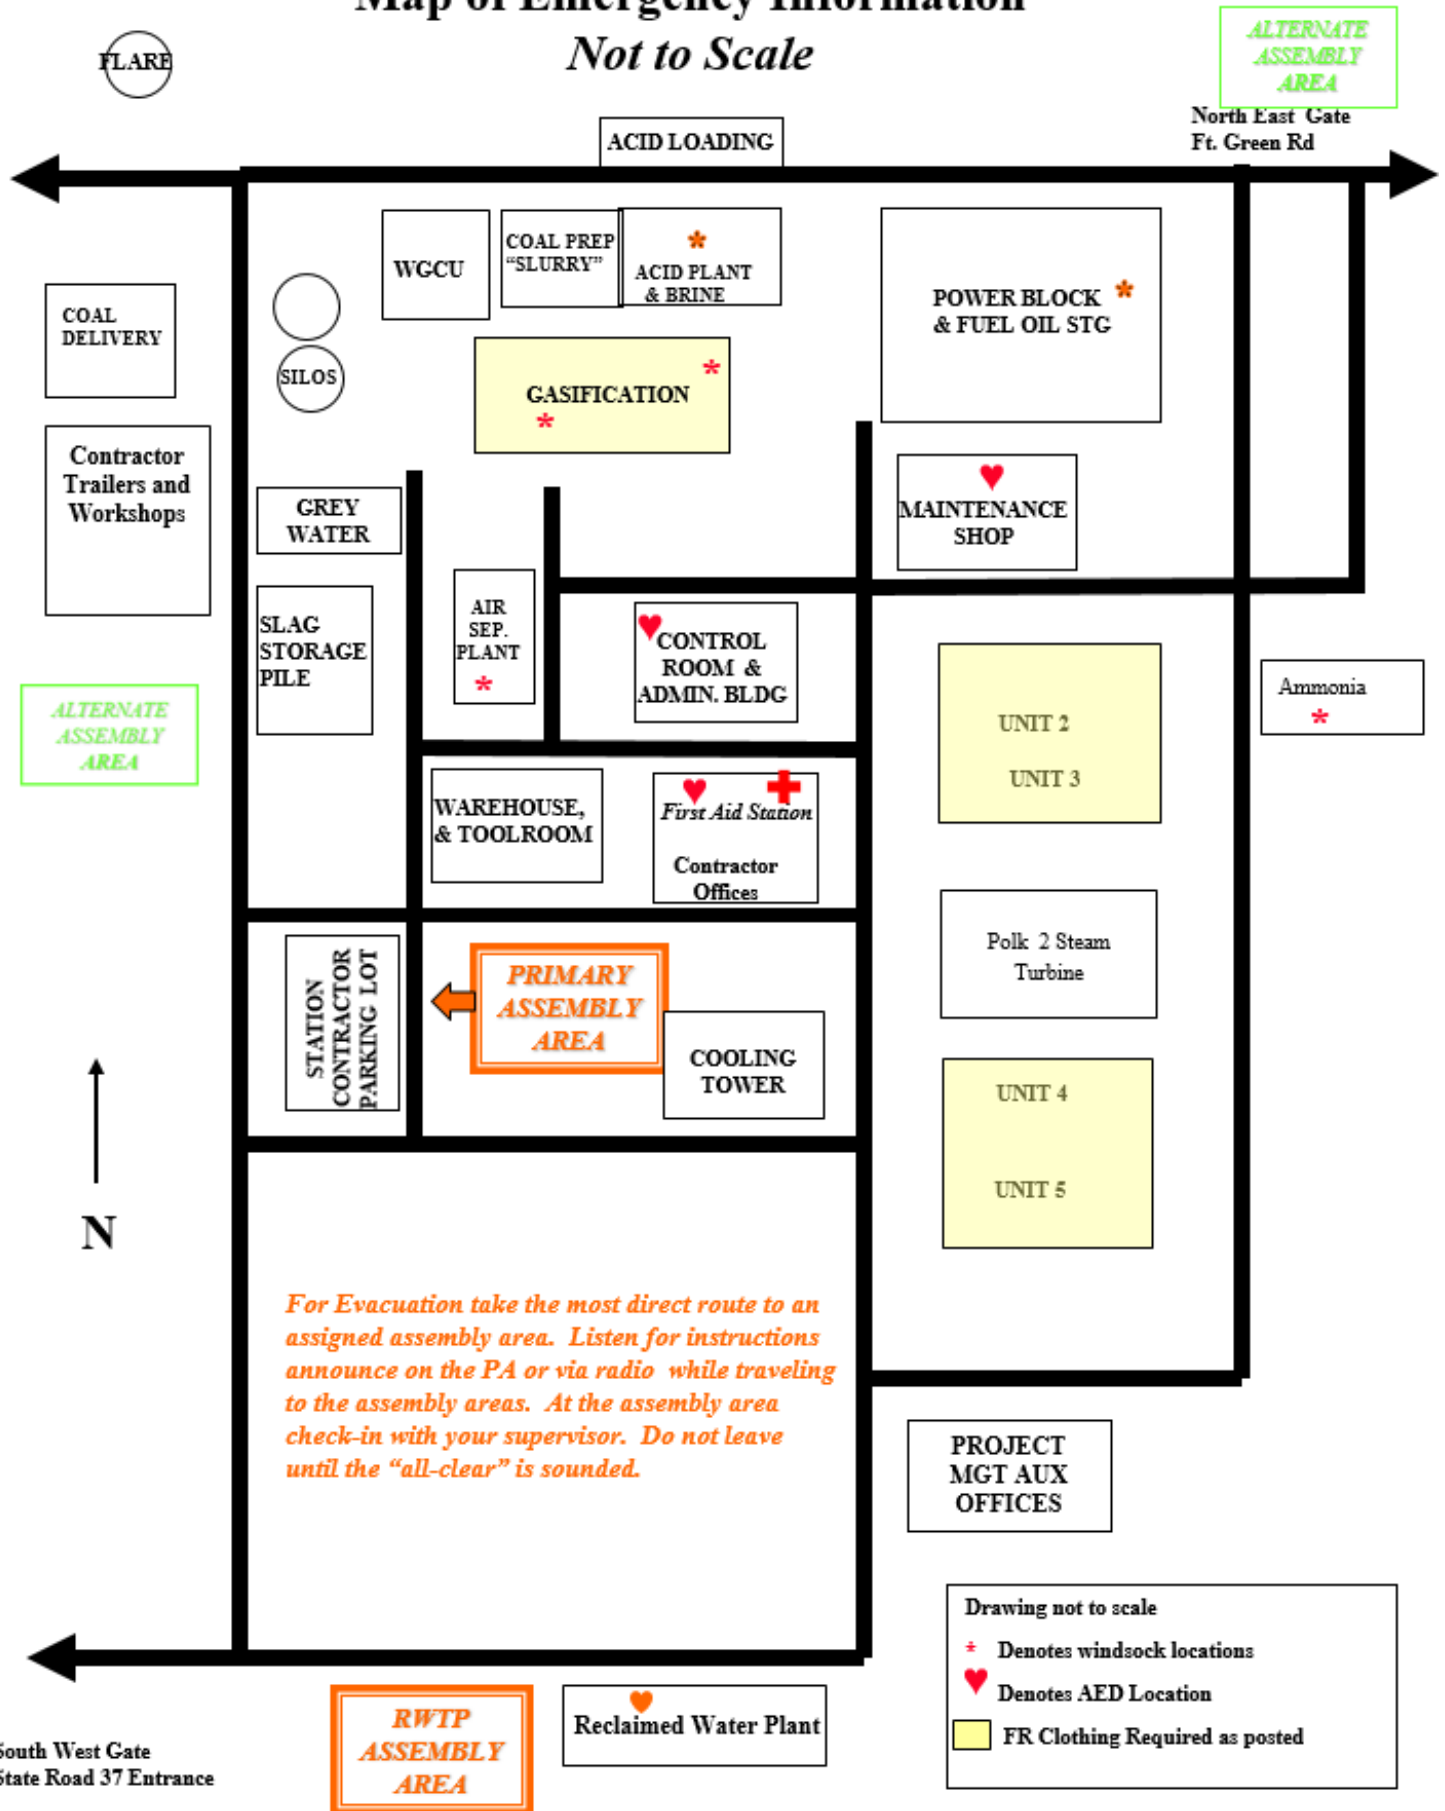 Map of Emergency Information
Not to Scale
FLARE
ALTERNATE
ASSEMBLY
AREA
North East Gate
Ft. Green Rd
ACID LOADING
WGCU
COAL PREP
“SLURRY”
*
ACID PLANT
& BRINE
POWER BLOCK *
& FUEL OIL STG
COAL
DELIVERY
SILOS
*
GASIFICATION
*
Contractor
Trailers and
Workshops
GREY
WATER
MAINTENANCE
SHOP
SLAG
STORAGE
PILE
AIR
SEP.
PLANT
*
CONTROL
ROOM &
ADMIN. BLDG
UNIT 2
UNIT 3
Ammonia
*
ALTERNATE
ASSEMBLY
AREA
WAREHOUSE,
& TOOLROOM
First Aid Station
Contractor
Offices
STATION
CONTRACTOR
PARKING LOT
PRIMARY
ASSEMBLY
AREA
COOLING
TOWER
Polk 2 Steam
Turbine
UNIT 4
UNIT 5
N
For Evacuation take the most direct route to an
assigned assembly area. Listen for instructions
announce on the PA or via radio while traveling
to the assembly areas. At the assembly area
check-in with your supervisor. Do not leave
until the “all-clear” is sounded.
PROJECT
MGT AUX
OFFICES
Drawing not to scale
* Denotes windsock locations
Denotes AED Location
FR Clothing Required as posted
RWTP
ASSEMBLY
AREA
Reclaimed Water Plant
South West Gate
State Road 37 Entrance